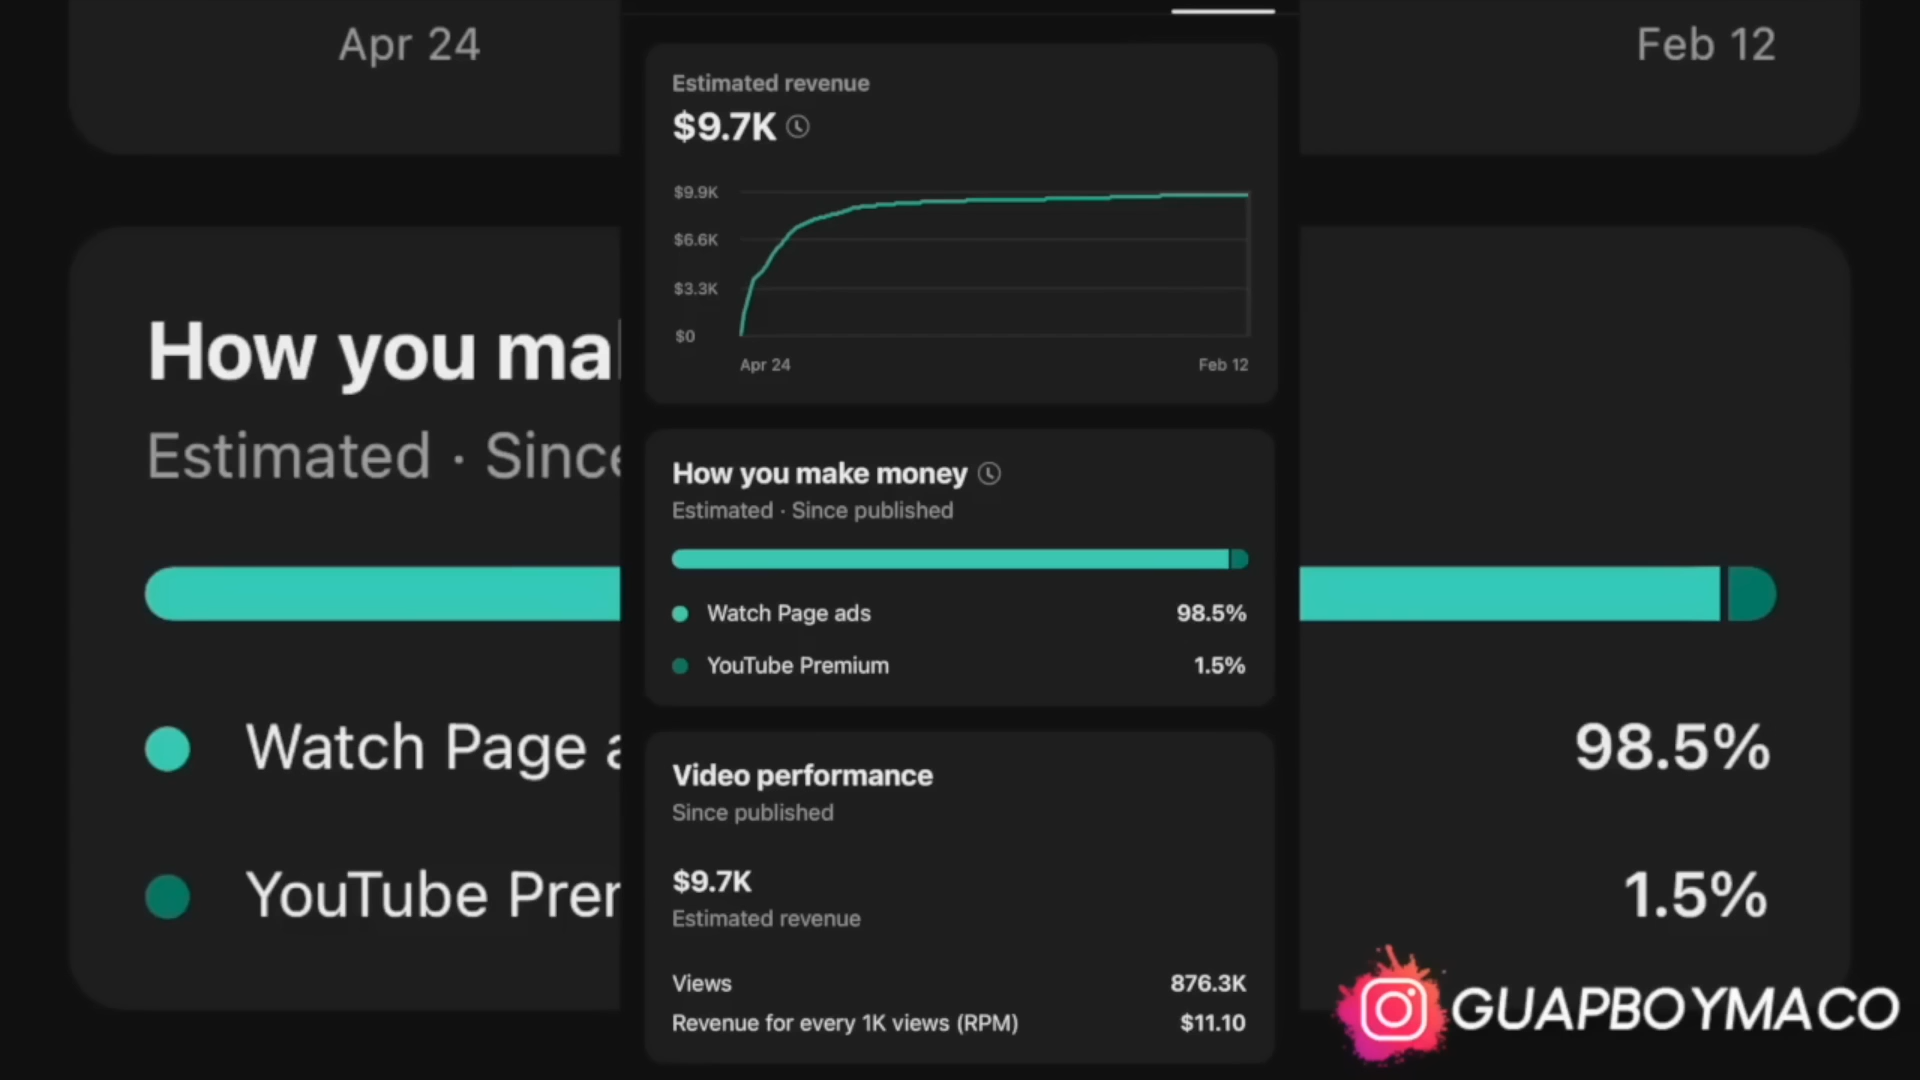 Apr 24
Feb 12
Estimated revenue
$9.7K
$9.9K
$6.6K
$3.3K
$0
Apr 24
Feb 12
How you ma
Estimated · Since
Watch Page a
98.5%
YouTube Prer
1.5%
How you make money
Estimated · Since published
Watch Page ads
98.5%
YouTube Premium
1.5%
Video performance
Since published
$9.7K
Estimated revenue
Views
876.3K
Revenue for every 1K views (RPM)
$11.10
GUAPBOYMACO